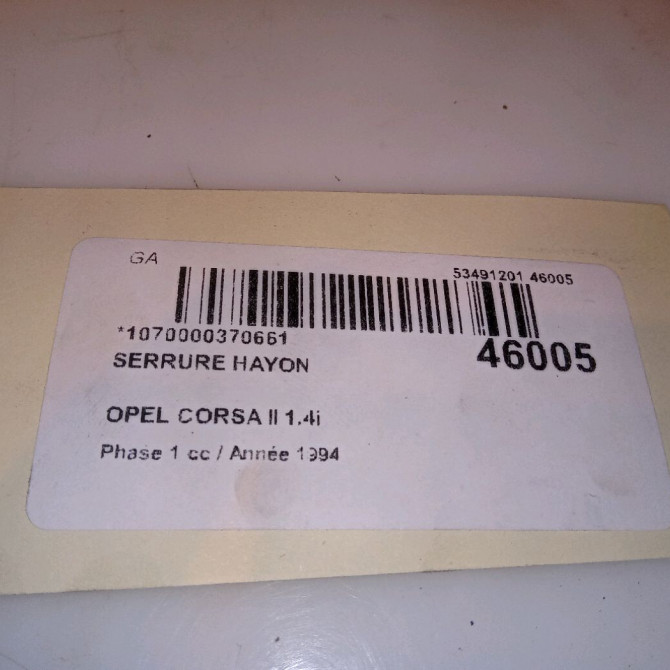 GA
53491201 46005
*1070000370661
46005
SERRURE HAYON
OPEL CORSA II 1.4i
Phase 1 cc / Année 1994